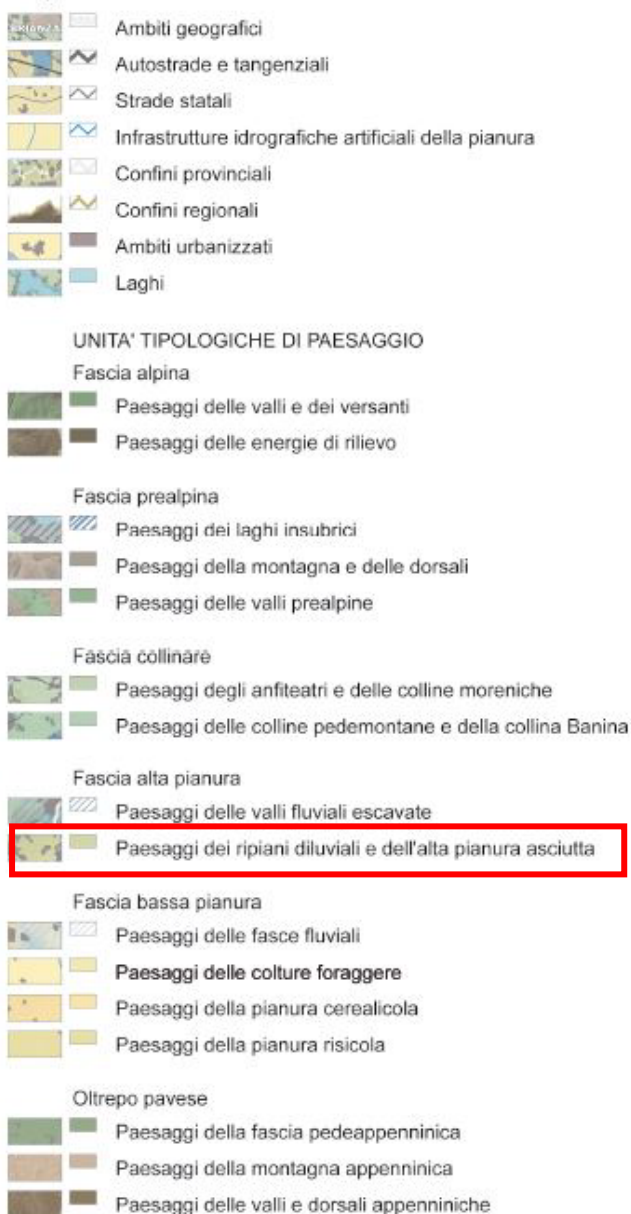 Ambiti geografici
Autostrade e tangenziali
Strade statali
Infrastrutture idrografiche artificiali della pianura
Confini provinciali
Confini regionali
Ambiti urbanizzati
Laghi
UNITA' TIPOLOGICHE DI PAESAGGIO
Fascia alpina
Paesaggi delle valli e dei versanti
Paesaggi delle energie di rilievo
Fascia prealpina
Paesaggi dei laghi insubrici
Paesaggi della montagna e delle dorsali
Paesaggi delle valli prealpine
Fascia collinare
Paesaggi degli anfiteatri e delle colline moreniche
Paesaggi delle colline pedemontane e della collina Banina
Fascia alta pianura
Paesaggi delle valli fluviali escavate
Paesaggi dei ripiani diluviali e dell'alta pianura asciutta
Fascia bassa pianura
Paesaggi delle fasce fluviali
Paesaggi delle colture foraggere
Paesaggi della pianura cerealicola
Paesaggi della pianura risicola
Oltrepo pavese
Paesaggi della fascia pedeappenninica
Paesaggi della montagna appenninica
Paesaggi delle valli e dorsali appenniniche